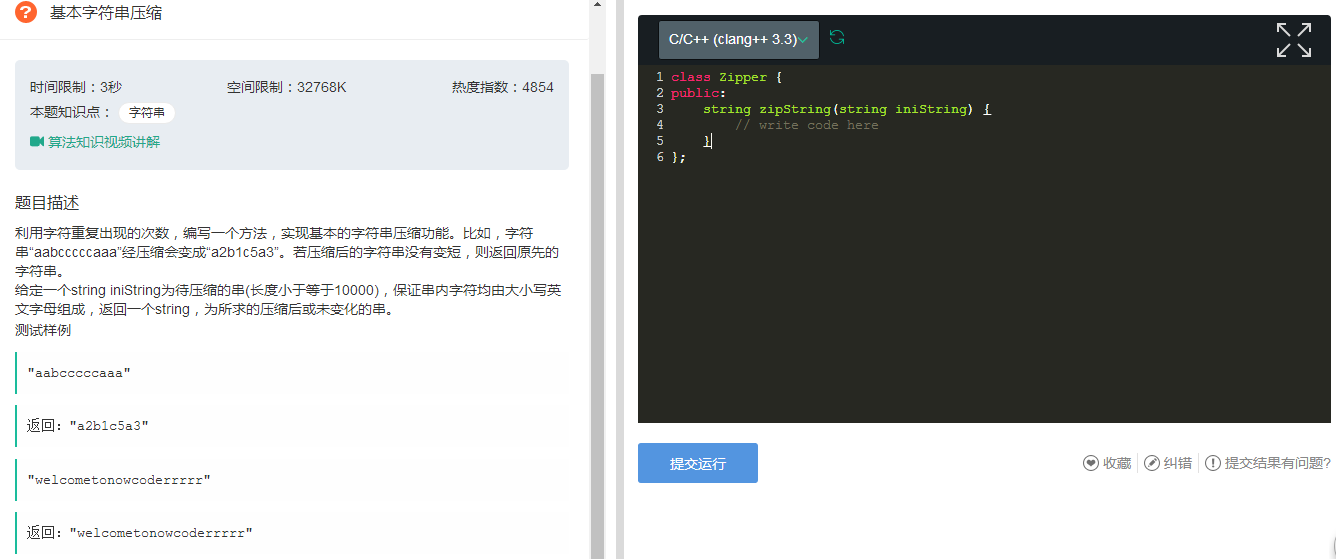 ? 基本字符串压缩
时间限制：3秒 空间限制：32768K 热度指数：4854
本题知识点： 字符串
算法知识视频讲解
题目描述
利用字符重复出现的次数，编写一个方法，实现基本的字符串压缩功能。比如，字符
串“aabcccccaaa”经压缩会变成“a2b1c5a3”。若压缩后的字符串没有变短，则返回原先的
字符串。
给定一个string iniString为待压缩的串(长度小于等于10000)，保证串内字符均由大小写英
文字母组成，返回一个string，为所求的压缩后或未变化的串。
测试样例
"aabcccccaaa"
返回："a2b1c5a3"
"welcometonowcoderrrrr"
返回："welcometonowcoderrrrr"
C/C++ (clang++ 3.3)
1 class Zipper {
2 public:
3     string zipString(string iniString) {
4         // write code here
5     }
6 };
提交运行
收藏 纠错 提交结果有问题?